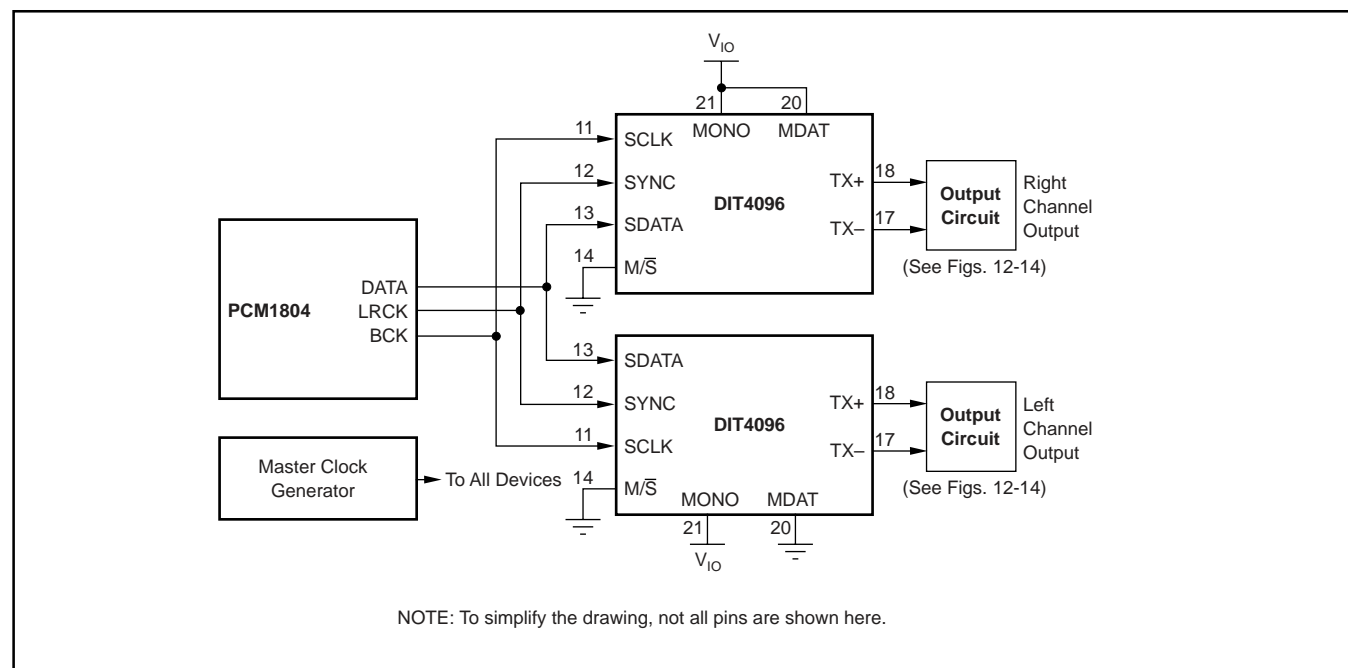 PCM1804
DATA
LRCK
BCK
Master Clock
Generator
To All Devices
V_IO
21
20
MONO
MDAT
11
SCLK
12
SYNC
13
SDATA
14
M/S̅
DIT4096
TX+
18
TX–
17
Output
Circuit
Right
Channel
Output
(See Figs. 12-14)
13
SDATA
12
SYNC
11
SCLK
14
M/S̅
DIT4096
TX+
18
TX–
17
MONO
MDAT
21
20
V_IO
Output
Circuit
Left
Channel
Output
(See Figs. 12-14)
NOTE: To simplify the drawing, not all pins are shown here.